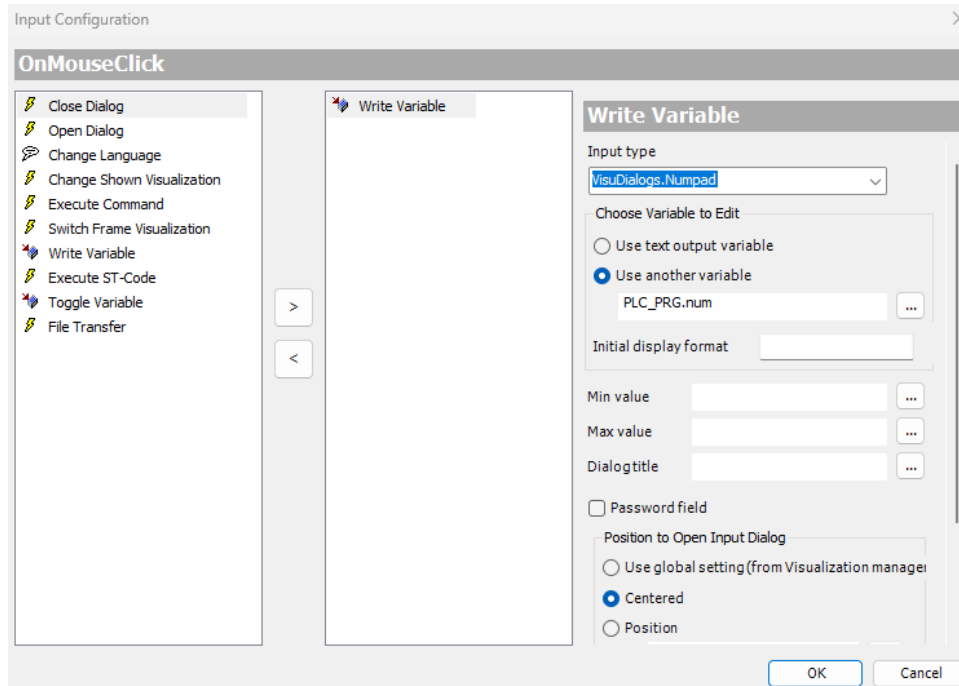 Input Configuration
OnMouseClick
Close Dialog
Open Dialog
Change Language
Change Shown Visualization
Execute Command
Switch Frame Visualization
Write Variable
Execute ST-Code
Toggle Variable
File Transfer
>
<
Write Variable
Write Variable
Input type
VisuDialogs.Numpad
Choose Variable to Edit
Use text output variable
Use another variable
PLC_PRG.num
...
Initial display format
Min value
...
Max value
...
Dialogtitle
...
Password field
Position to Open Input Dialog
Use global setting (from Visualization manager
Centered
Position
OK
Cancel